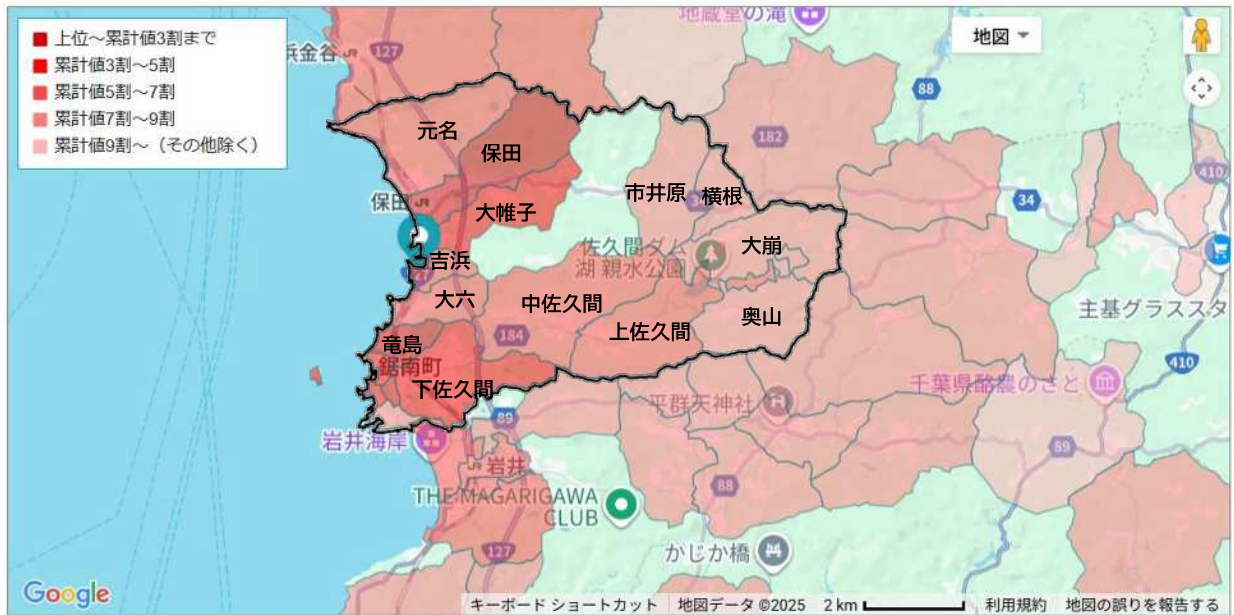 上位～累計値3割まで
累計値3割～5割
累計値5割～7割
累計値7割～9割
累計値9割～（その他除く）
地蔵堂の滝
地図
浜金谷 JR
127
88
182
410
元名
保田
34
市井原
横根
保田 JR
大帷子
佐久間ダム
湖 親水公園
大崩
吉浜
大六
中佐久間
上佐久間
奥山
主基グラススタ
184
竜島
鋸南町
下佐久間
410
千葉県酪農のさと
平群天神社
89
岩井海岸
89
JR 岩井
88
THE MAGARIGAWA
CLUB
127
かじか橋
Google
キーボード ショートカット
地図データ ©2025
2 km
利用規約
地図の誤りを報告する